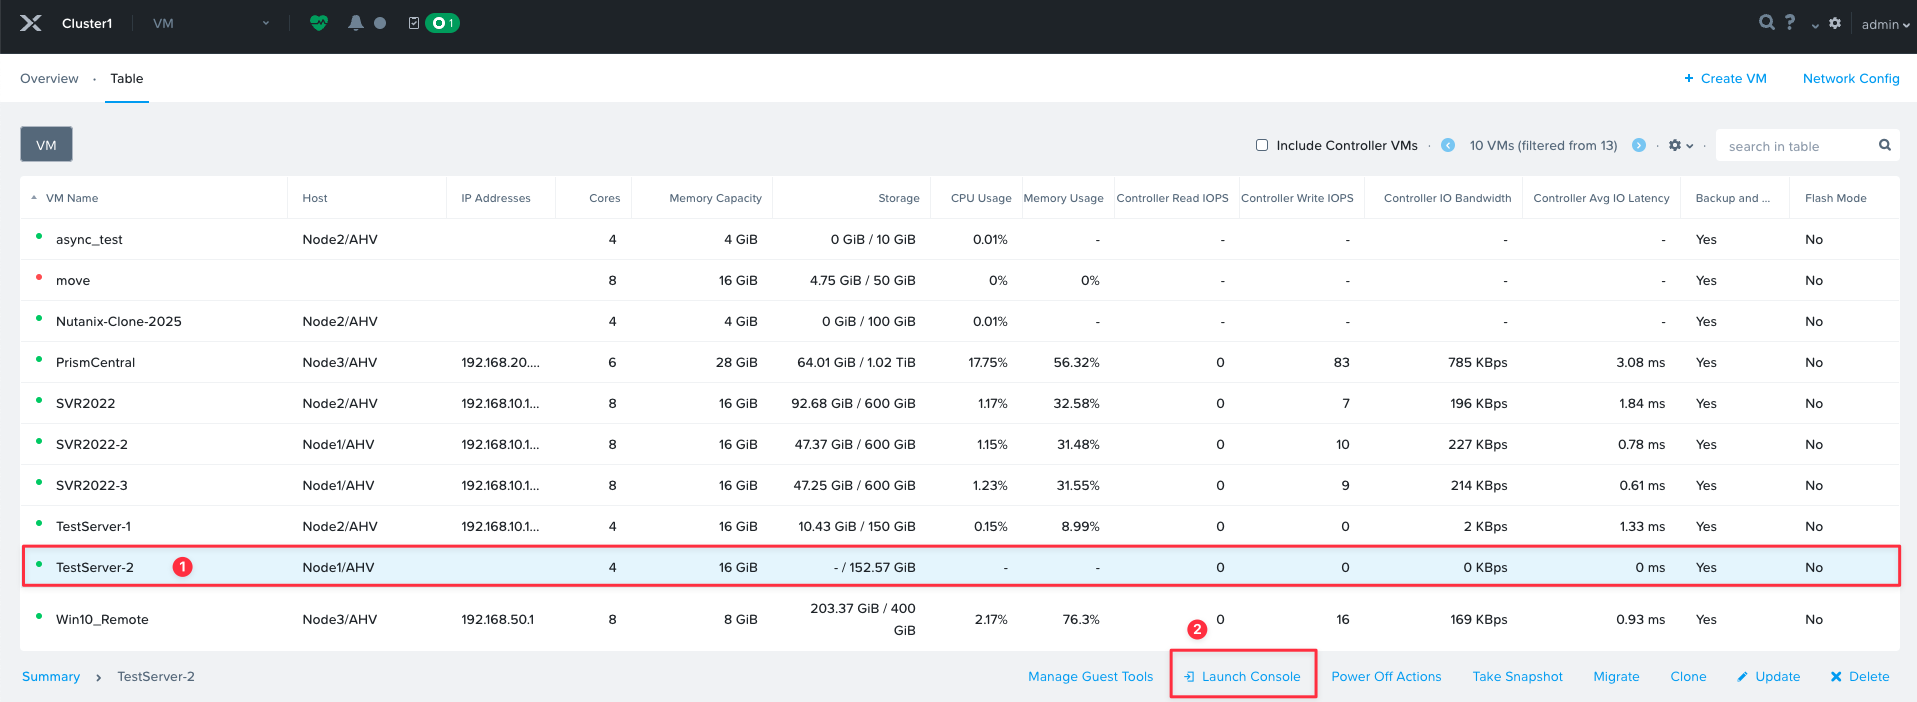 Cluster1 VM 1 ? admin
Overview · Table + Create VM Network Config
VM Include Controller VMs · 10 VMs (filtered from 13) · · search in table
VM Name Host IP Addresses Cores Memory Capacity Storage CPU Usage Memory Usage Controller Read IOPS Controller Write IOPS Controller IO Bandwidth Controller Avg IO Latency Backup and ... Flash Mode
async_test Node2/AHV 4 4 GiB 0 GiB / 10 GiB 0.01% - - - - - Yes No
move 8 16 GiB 4.75 GiB / 50 GiB 0% 0% - - - - Yes No
Nutanix-Clone-2025 Node2/AHV 4 4 GiB 0 GiB / 100 GiB 0.01% - - - - - Yes No
PrismCentral Node3/AHV 192.168.20.... 6 28 GiB 64.01 GiB / 1.02 TiB 17.75% 56.32% 0 83 785 KBps 3.08 ms Yes No
SVR2022 Node2/AHV 192.168.10.1... 8 16 GiB 92.68 GiB / 600 GiB 1.17% 32.58% 0 7 196 KBps 1.84 ms Yes No
SVR2022-2 Node1/AHV 192.168.10.1... 8 16 GiB 47.37 GiB / 600 GiB 1.15% 31.48% 0 10 227 KBps 0.78 ms Yes No
SVR2022-3 Node1/AHV 192.168.10.1... 8 16 GiB 47.25 GiB / 600 GiB 1.23% 31.55% 0 9 214 KBps 0.61 ms Yes No
TestServer-1 Node2/AHV 192.168.10.1... 4 16 GiB 10.43 GiB / 150 GiB 0.15% 8.99% 0 0 2 KBps 1.33 ms Yes No
TestServer-2 1 Node1/AHV 4 16 GiB - / 152.57 GiB - - 0 0 0 KBps 0 ms Yes No
Win10_Remote Node3/AHV 192.168.50.1 8 8 GiB 203.37 GiB / 400 GiB 2.17% 76.3% 0 16 169 KBps 0.93 ms Yes No
2
Summary › TestServer-2 Manage Guest Tools Launch Console Power Off Actions Take Snapshot Migrate Clone Update Delete